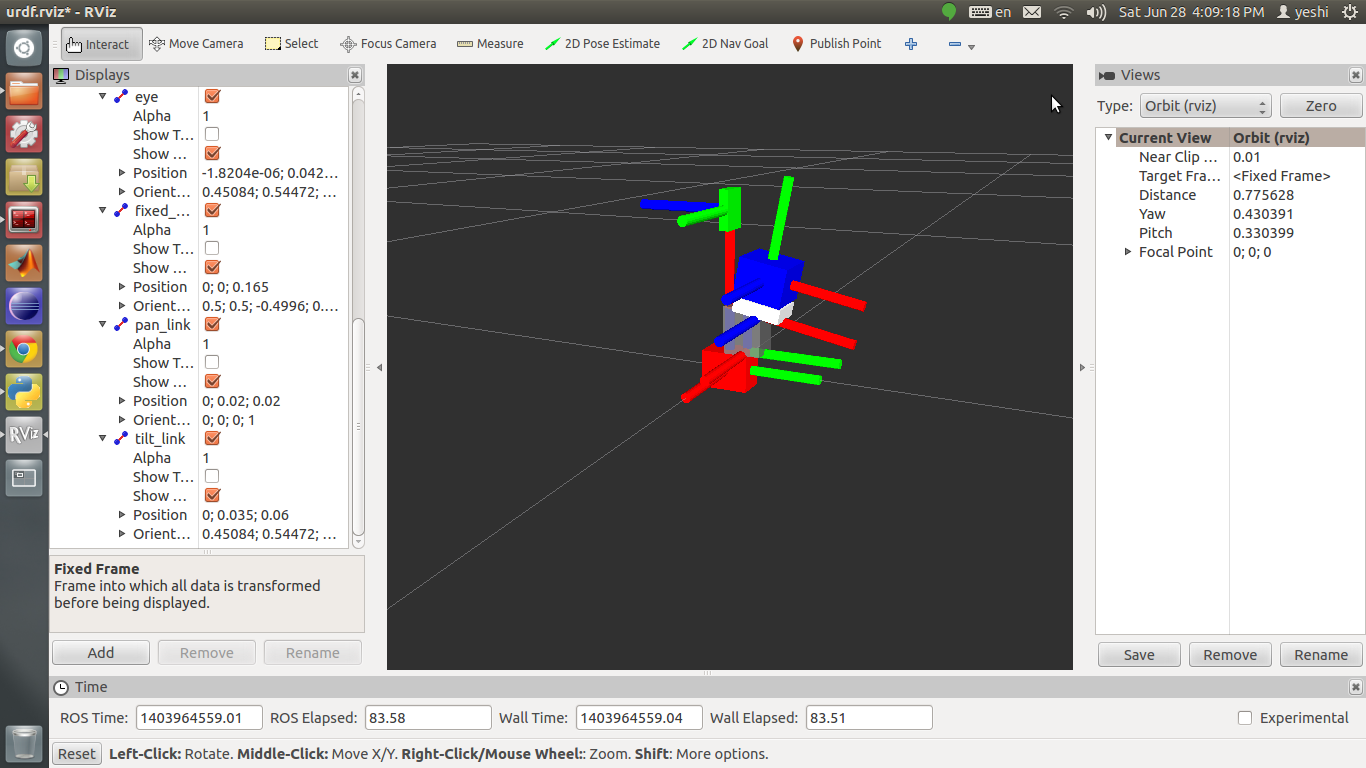 urdf.rviz* - RViz
en
Sat Jun 28 4:09:18 PM
yeshi
Interact
Move Camera
Select
Focus Camera
Measure
2D Pose Estimate
2D Nav Goal
Publish Point
Displays
eye
Alpha 1
Show T...
Show ...
Position -1.8204e-06; 0.042...
Orient... 0.45084; 0.54472; ...
fixed_...
Alpha 1
Show T...
Show ...
Position 0; 0; 0.165
Orient... 0.5; 0.5; -0.4996; 0....
pan_link
Alpha 1
Show T...
Show ...
Position 0; 0.02; 0.02
Orient... 0; 0; 0; 1
tilt_link
Alpha 1
Show T...
Show ...
Position 0; 0.035; 0.06
Orient... 0.45084; 0.54472; ...
Fixed Frame
Frame into which all data is transformed
before being displayed.
Add
Remove
Rename
RViz
Views
Type: Orbit (rviz)
Zero
Current View Orbit (rviz)
Near Clip ... 0.01
Target Fra... <Fixed Frame>
Distance 0.775628
Yaw 0.430391
Pitch 0.330399
Focal Point 0; 0; 0
Save
Remove
Rename
Time
ROS Time: 1403964559.01 ROS Elapsed: 83.58 Wall Time: 1403964559.04 Wall Elapsed: 83.51 Experimental
Reset Left-Click: Rotate. Middle-Click: Move X/Y. Right-Click/Mouse Wheel:: Zoom. Shift: More options.